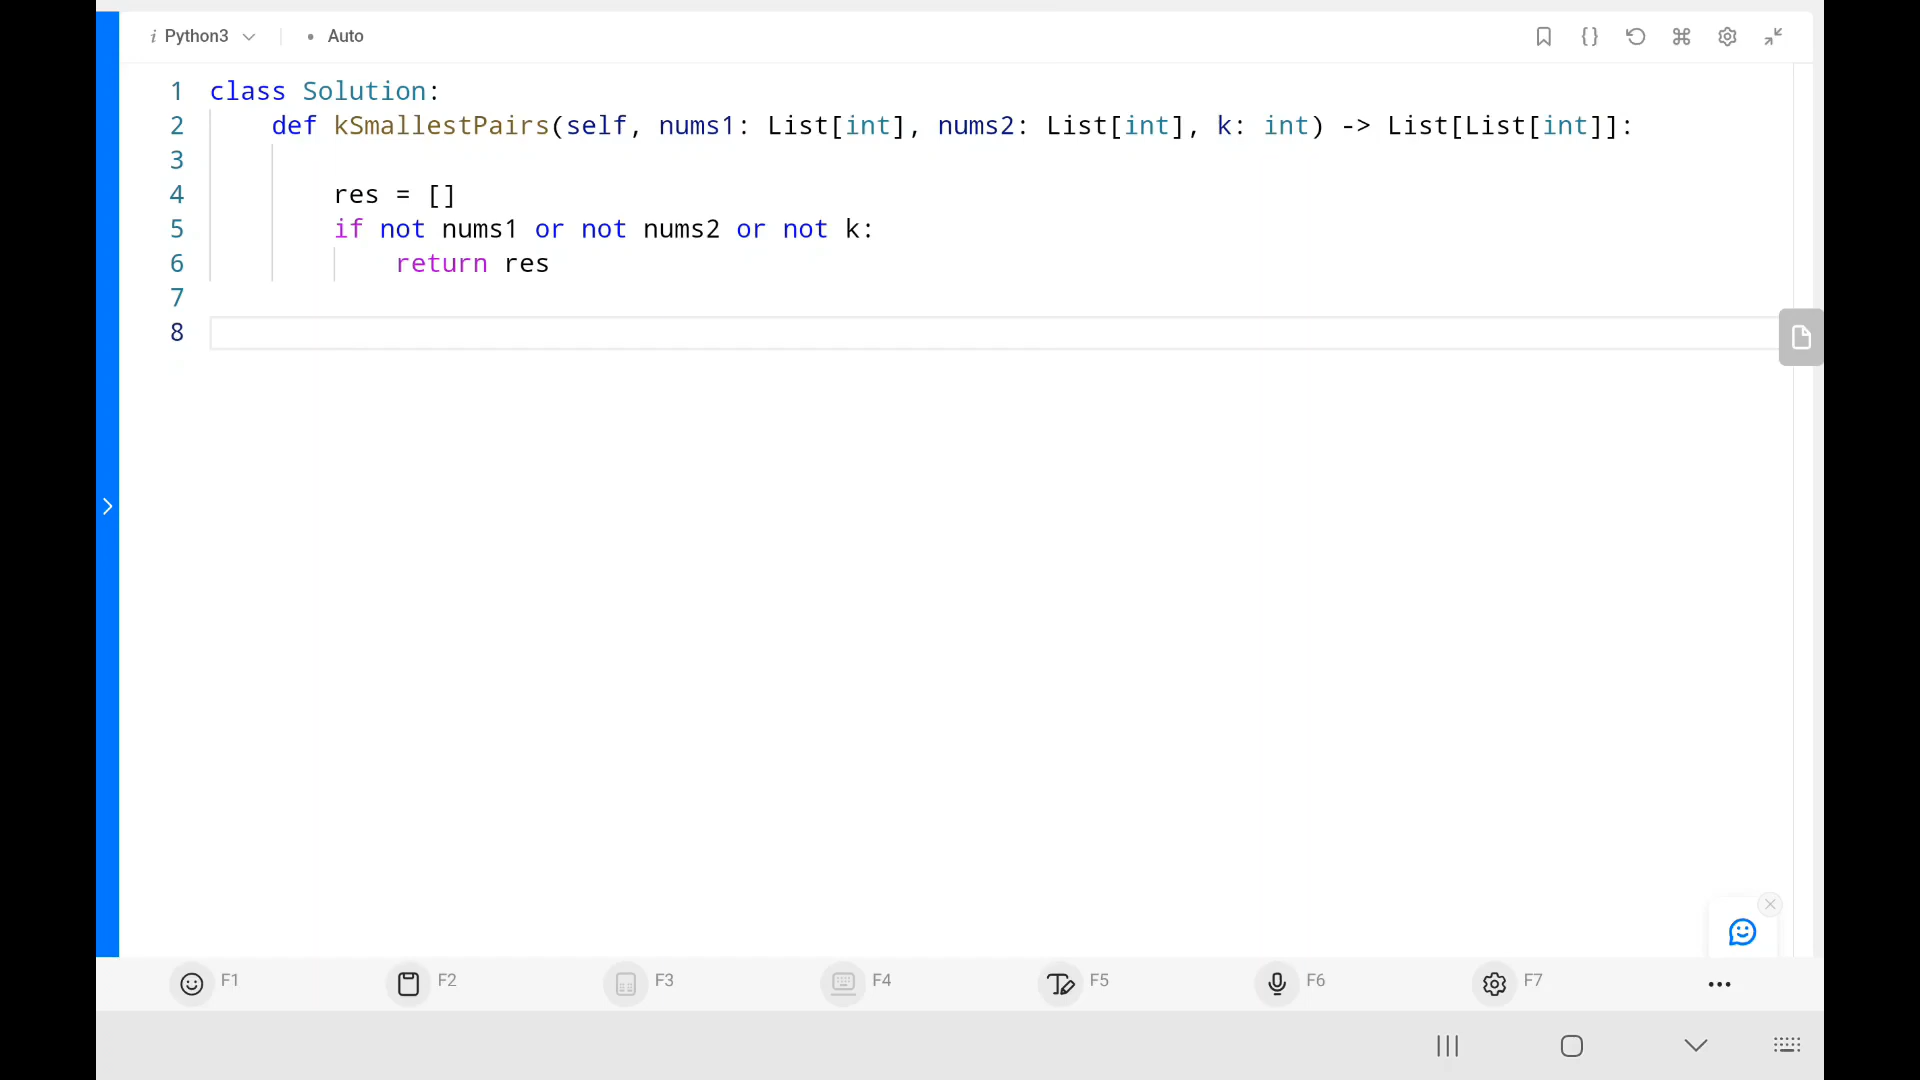 i Python3 • Auto
1 class Solution:
2 def kSmallestPairs(self, nums1: List[int], nums2: List[int], k: int) -> List[List[int]]:
3
4 res = []
5 if not nums1 or not nums2 or not k:
6 return res
7
8
F1 F2 F3 F4 F5 F6 F7